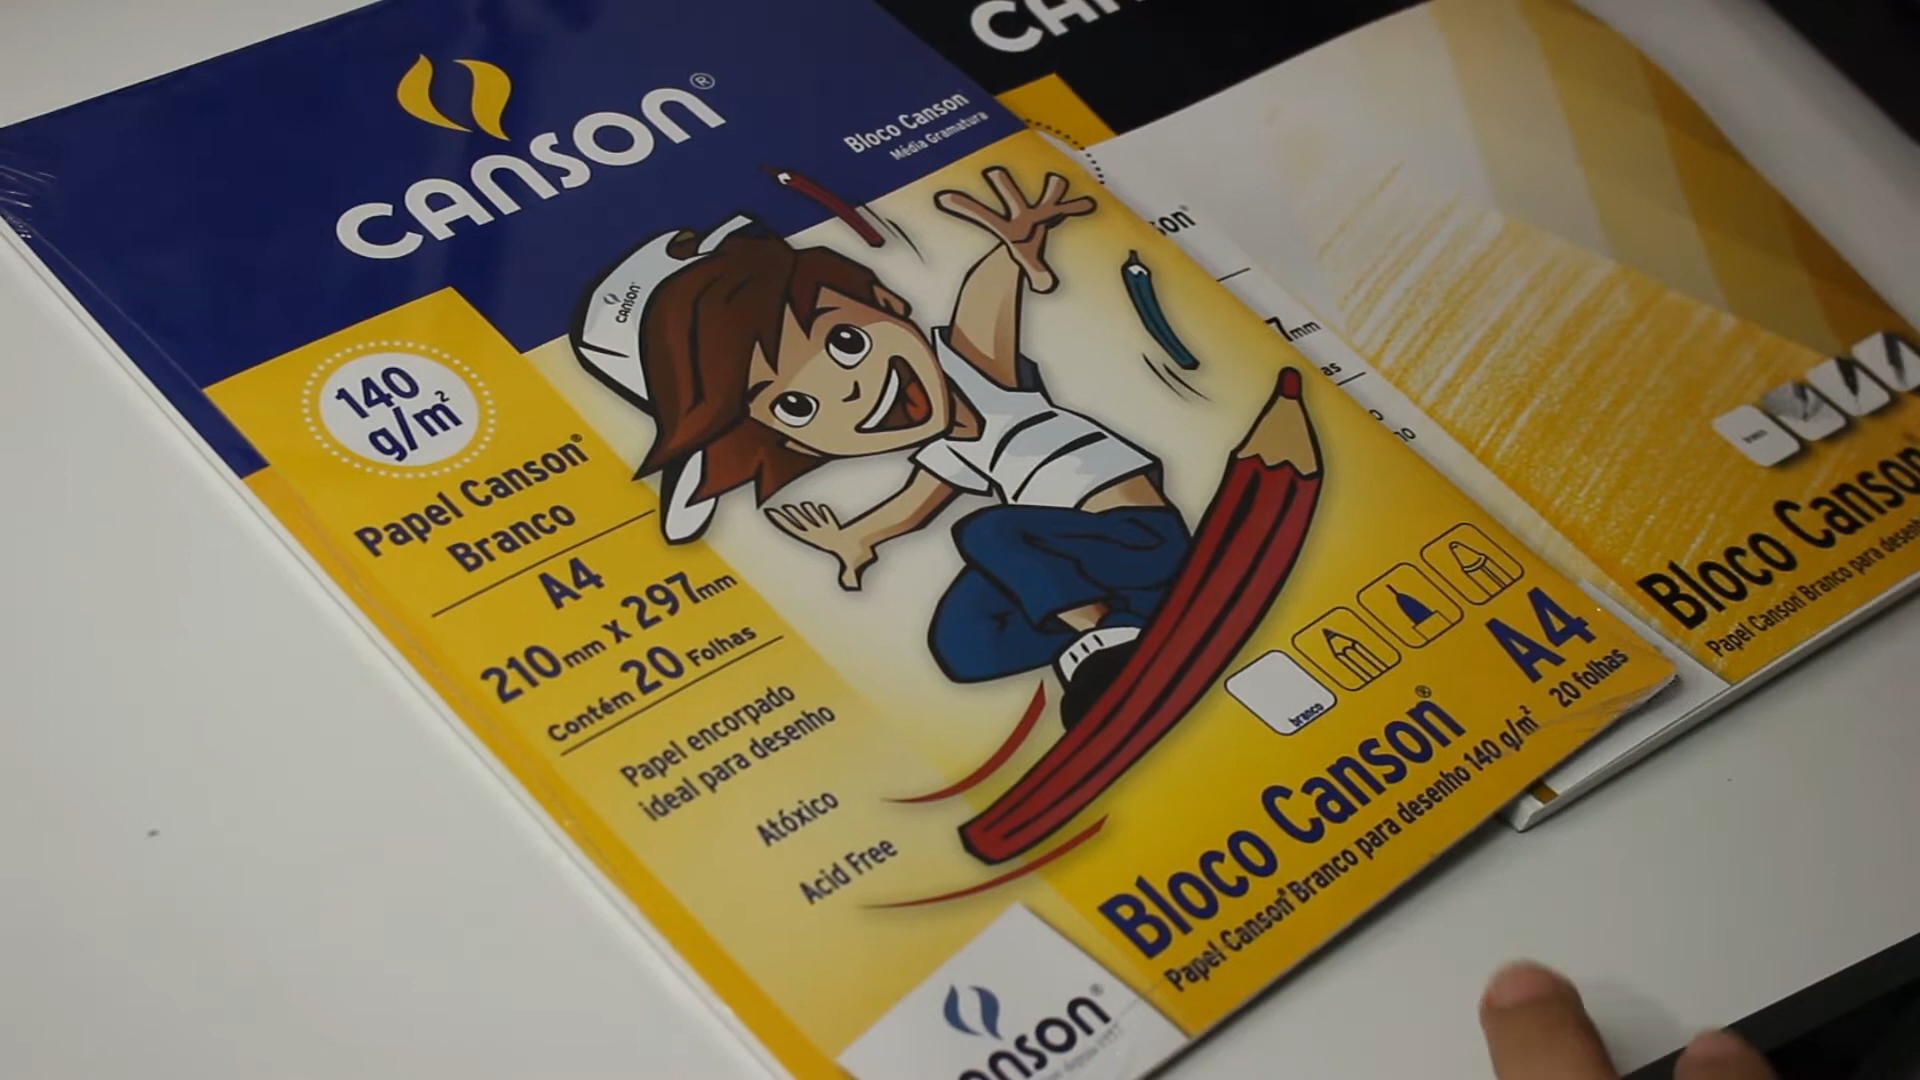 CANSON®
Bloco Canson
Média Gramatura
CANSON
140
g/m²
Papel Canson®
Branco
A4
210mm x 297mm
Contém 20 Folhas
Papel encorpado
ideal para desenho
Atóxico
Acid Free
branco
A4
20 folhas
Bloco Canson®
Papel Canson® Branco para desenho 140 g/m²
7mm
branco
Bloco Canson
Papel Canson® Branco para